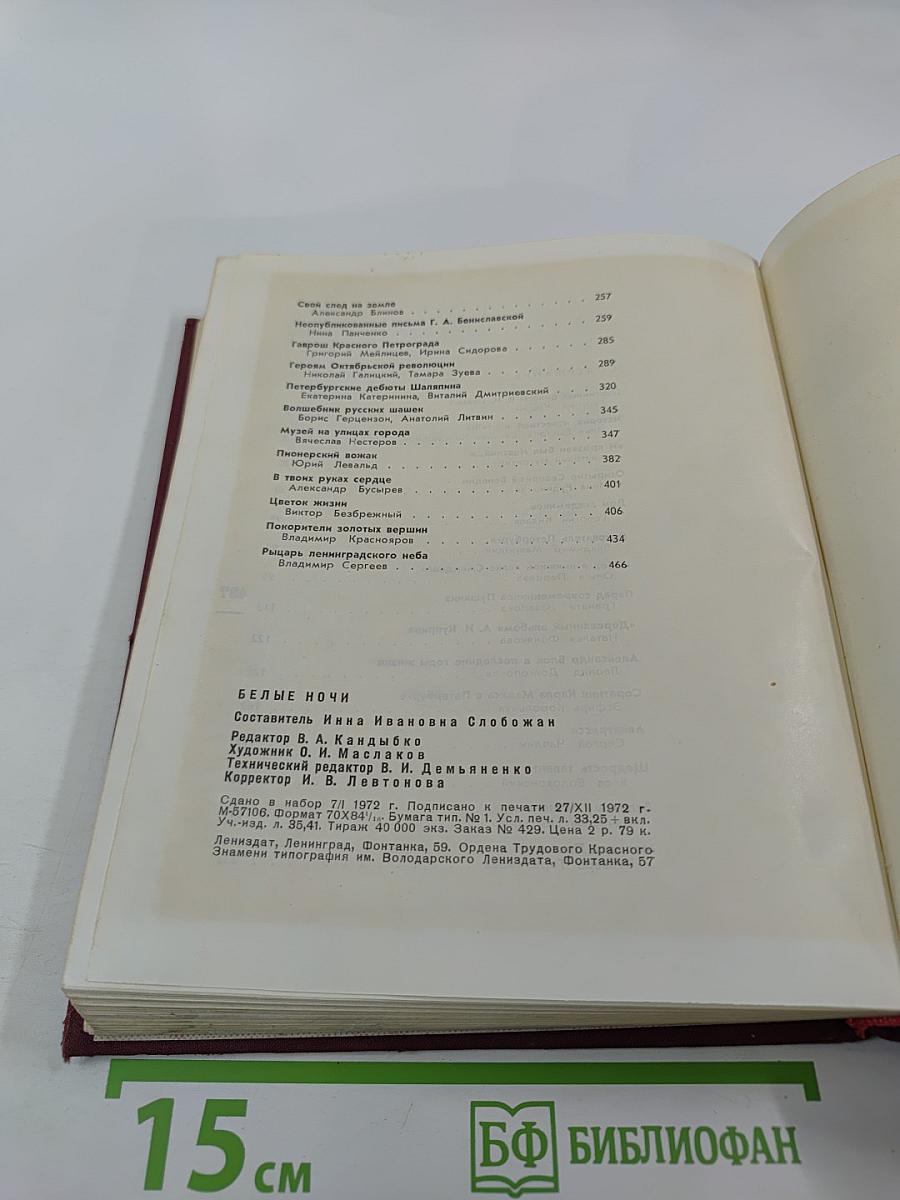 Свой след на земле
Александр Блинов . . . . . . . . . . . . . . 257
Неопубликованные письма Г. А. Бениславской
Нина Панченко . . . . . . . . . . . . . . 259
Гаврош Красного Петрограда
Григорий Мейлицев, Ирина Сидорова . . . . . . 285
Героям Октябрьской революции
Николай Галицкий, Тамара Зуева . . . . . . . . 289
Петербургские дебюты Шаляпина
Екатерина Катеринина, Виталий Дмитриевский . . . . 320
Волшебник русских шашек
Борис Герцензон, Анатолий Литвин . . . . . . . 345
Музей на улицах города
Вячеслав Нестеров . . . . . . . . . . . . . 347
Пионерский вожак
Юрий Левальд . . . . . . . . . . . . . . 382
В твоих руках сердце
Александр Бусырев . . . . . . . . . . . . . 401
Цветок жизни
Виктор Безбрежный . . . . . . . . . . . . . 406
Покорители золотых вершин
Владимир Краснояров . . . . . . . . . . . . 434
Рыцарь ленинградского неба
Владимир Сергеев . . . . . . . . . . . . . 466
БЕЛЫЕ НОЧИ
Составитель Инна Ивановна Слобожан
Редактор В. А. Кандыбко
Художник О. И. Маслаков
Технический редактор В. И. Демьяненко
Корректор И. В. Левтонова
Сдано в набор 7/I 1972 г. Подписано к печати 27/XII 1972 г.
М-57106. Формат 70Х84¹/₁₆. Бумага тип. № 1. Усл. печ. л. 33,25 + вкл.
Уч.-изд. л. 35,41. Тираж 40 000 экз. Заказ № 429. Цена 2 р. 79 к.
Лениздат, Ленинград, Фонтанка, 59. Ордена Трудового Красного
Знамени типография им. Володарского Лениздата, Фонтанка, 57
15 см
БФ БИБЛИОФАН